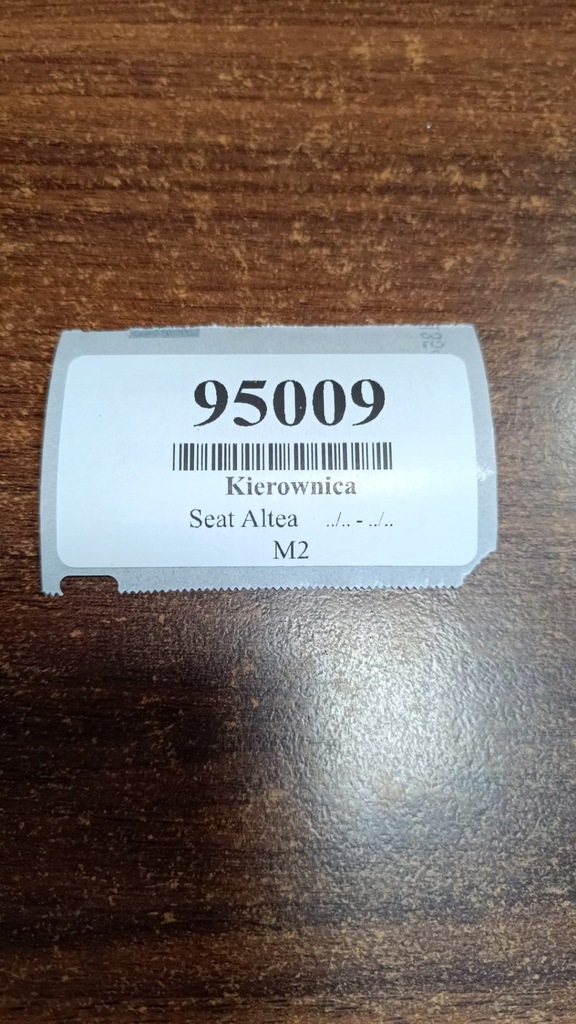 95009
Kierownica
Seat Altea ../.. - ../..
M2